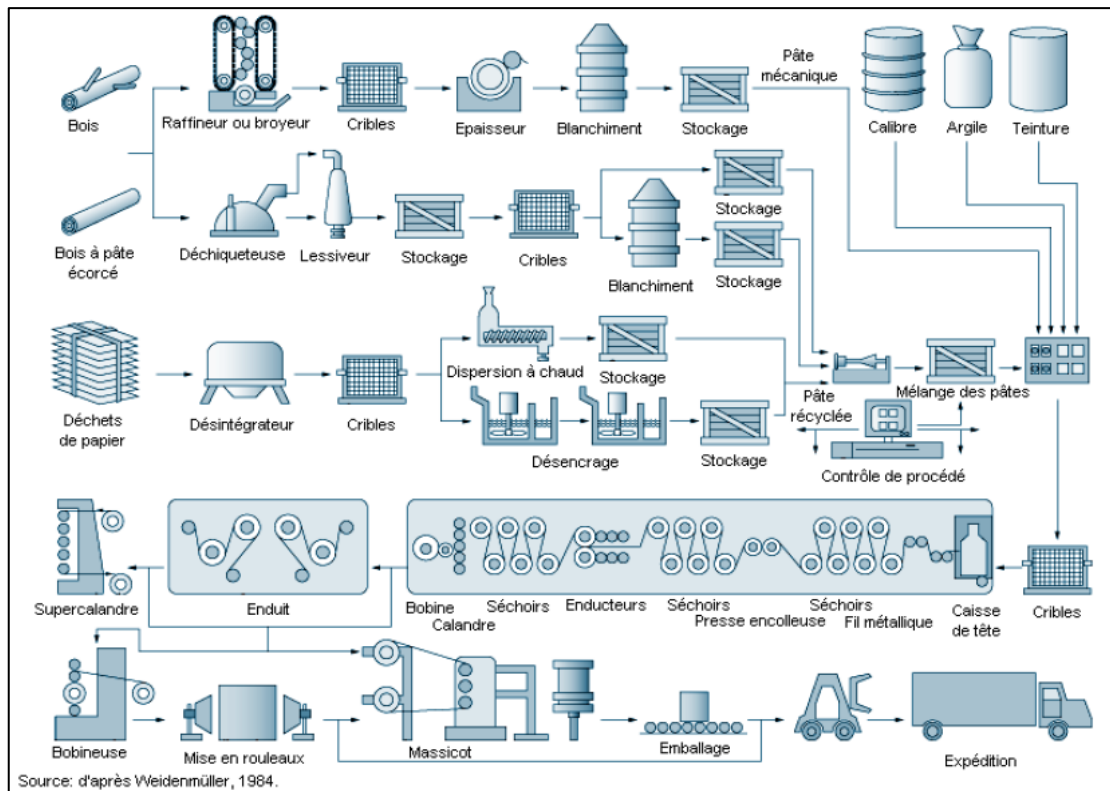 Pâte
mécanique
Bois
Raffineur ou broyeur
Cribles
Epaisseur
Blanchiment
Stockage
Calibre
Argile
Teinture
Stockage
Bois à pâte
écorcé
Déchiqueteuse
Lessiveur
Stockage
Cribles
Blanchiment
Stockage
Dispersion à chaud
Stockage
Déchets
de papier
Désintégrateur
Cribles
Désencrage
Stockage
Pâte
recyclée
Mélange des pâtes
Contrôle de procédé
Supercalandre
Enduit
Bobine
Calandre
Séchoirs
Enducteurs
Séchoirs
Presse encolleuse
Séchoirs
Fil métallique
Caisse
de tête
Cribles
Bobineuse
Mise en rouleaux
Massicot
Emballage
Expédition
Source: d'après Weidenmüller, 1984.